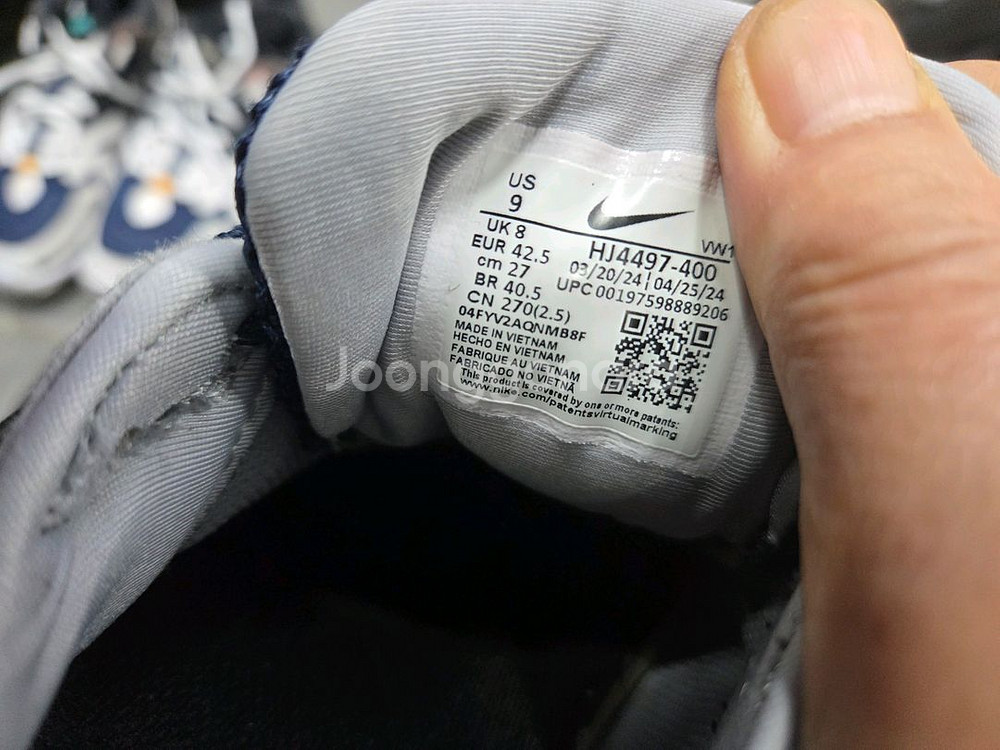 US
9
UK 8
EUR 42.5
cm 27
BR 40.5
CN 270(2.5)
VW1
HJ4497-400
03/20/24 | 04/25/24
UPC 00197598889206
04FYV2AQNMB8F
MADE IN VIETNAM
HECHO EN VIETNAM
FABRIQUE AU VIETNAM
FABRICADO NO VIETNÃ
This product is covered by one or more patents:
www.nike.com/patentsvirtualmarking